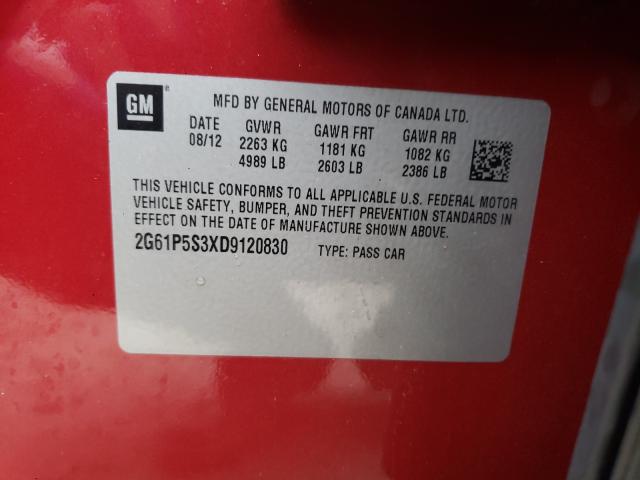 GM
MFD BY GENERAL MOTORS OF CANADA LTD.
DATE GVWR GAWR FRT GAWR RR
08/12 2263 KG 1181 KG 1082 KG
4989 LB 2603 LB 2386 LB
THIS VEHICLE CONFORMS TO ALL APPLICABLE U.S. FEDERAL MOTOR
VEHICLE SAFETY, BUMPER, AND THEFT PREVENTION STANDARDS IN
EFFECT ON THE DATE OF MANUFACTURE SHOWN ABOVE.
2G61P5S3XD9120830 TYPE: PASS CAR